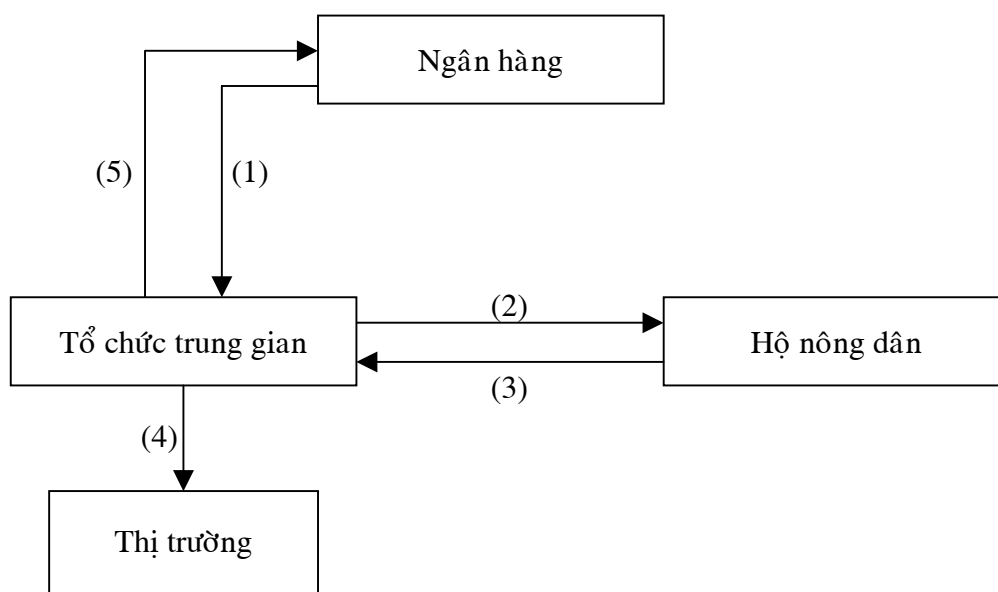 Ngân hàng
(5)
(1)
(2)
Tổ chức trung gian
Hộ nông dân
(3)
(4)
Thị trường